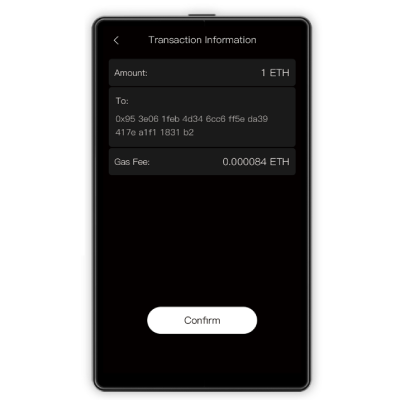 Transaction Information
Amount: 1 ETH
To:
0x95 3e06 1feb 4d34 6cc6 ff5e da39
417e a1f1 1831 b2
Gas Fee: 0.000084 ETH
Confirm